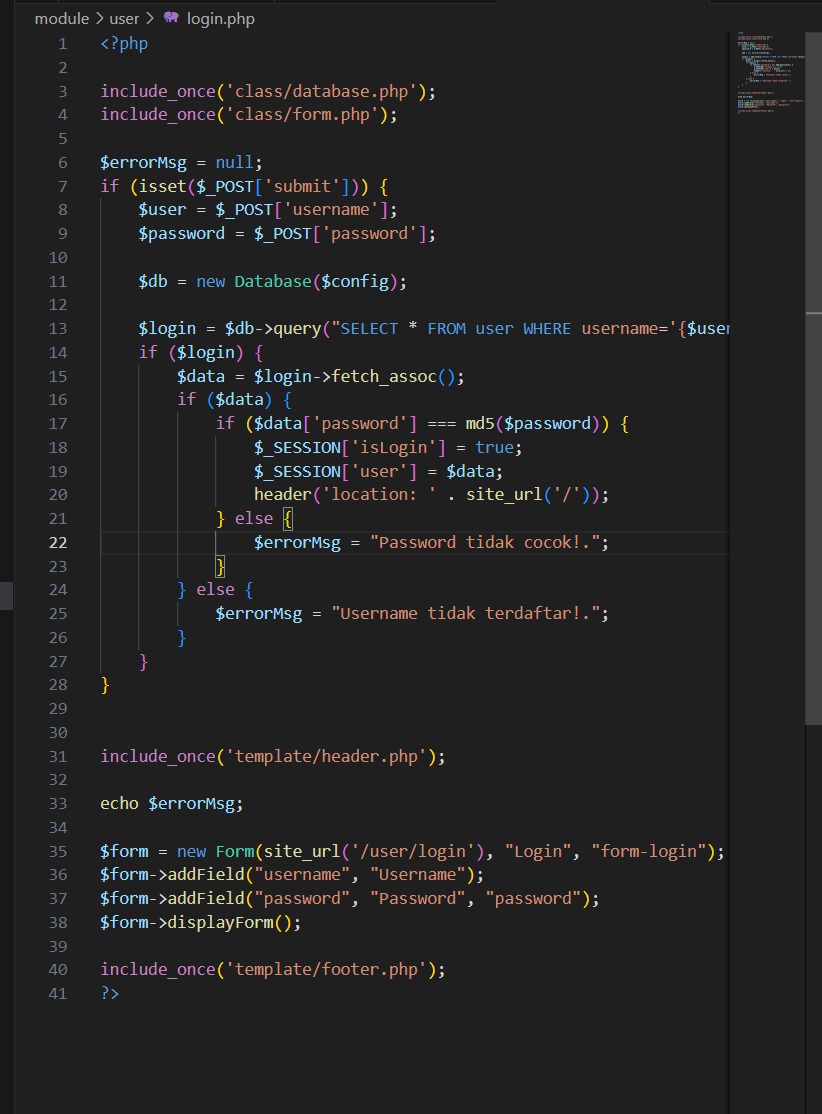 module > user > login.php
1 <?php
2
3 include_once('class/database.php');
4 include_once('class/form.php');
5
6 $errorMsg = null;
7 if (isset($_POST['submit'])) {
8     $user = $_POST['username'];
9     $password = $_POST['password'];
10
11     $db = new Database($config);
12
13     $login = $db->query("SELECT * FROM user WHERE username='{$user
14     if ($login) {
15         $data = $login->fetch_assoc();
16         if ($data) {
17             if ($data['password'] === md5($password)) {
18                 $_SESSION['isLogin'] = true;
19                 $_SESSION['user'] = $data;
20                 header('location: ' . site_url('/'));
21             } else {
22                 $errorMsg = "Password tidak cocok!.";
23             }
24         } else {
25             $errorMsg = "Username tidak terdaftar!.";
26         }
27     }
28 }
29
30
31 include_once('template/header.php');
32
33 echo $errorMsg;
34
35 $form = new Form(site_url('/user/login'), "Login", "form-login");
36 $form->addField("username", "Username");
37 $form->addField("password", "Password", "password");
38 $form->displayForm();
39
40 include_once('template/footer.php');
41 ?>